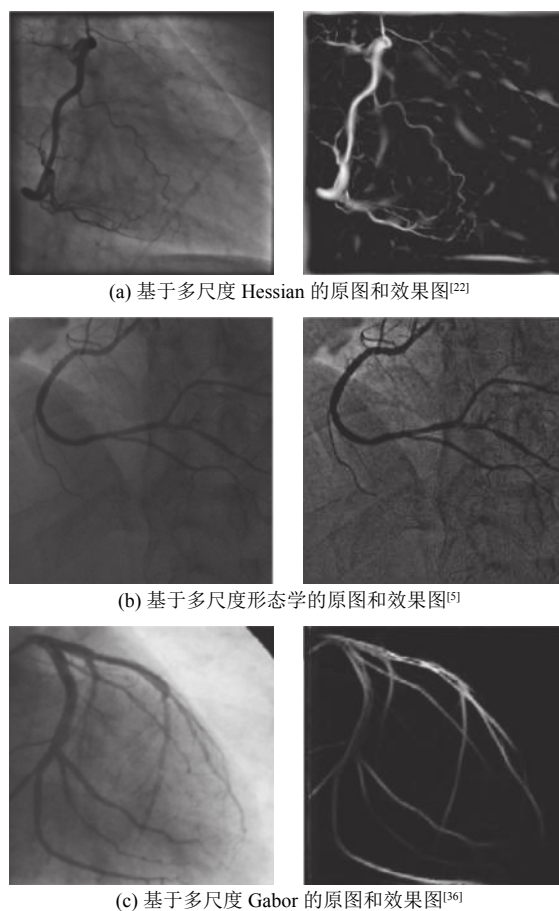 (a) 基于多尺度 Hessian 的原图和效果图[22]
(b) 基于多尺度形态学的原图和效果图[5]
(c) 基于多尺度 Gabor 的原图和效果图[36]